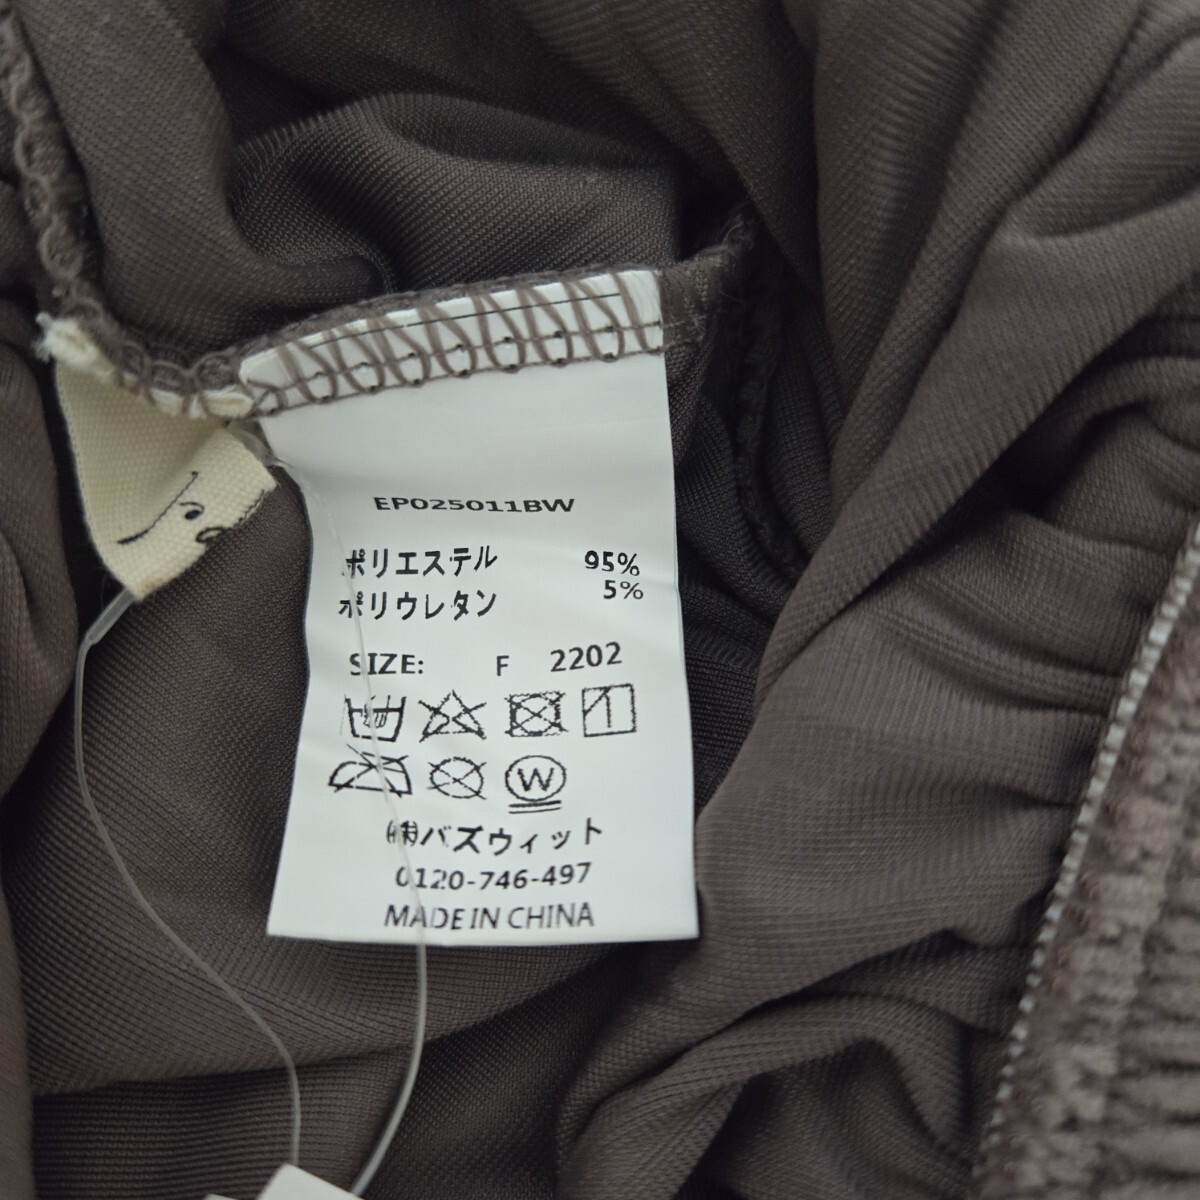 EP025011BW
ポリエステル 95%
ポリウレタン 5%
SIZE: F 2202
W
㈱バズウィット
0120-746-497
MADE IN CHINA